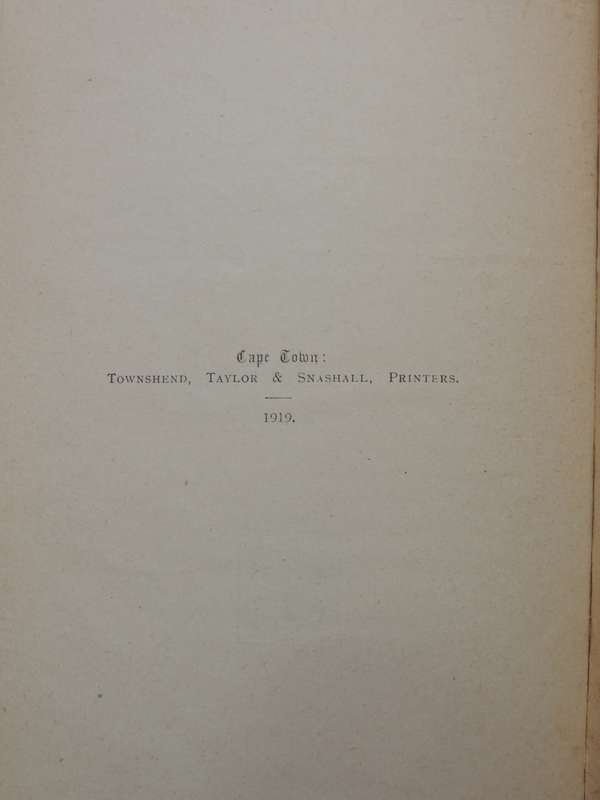 Cape Town:
Townshend, Taylor & Snashall, Printers.
1919.